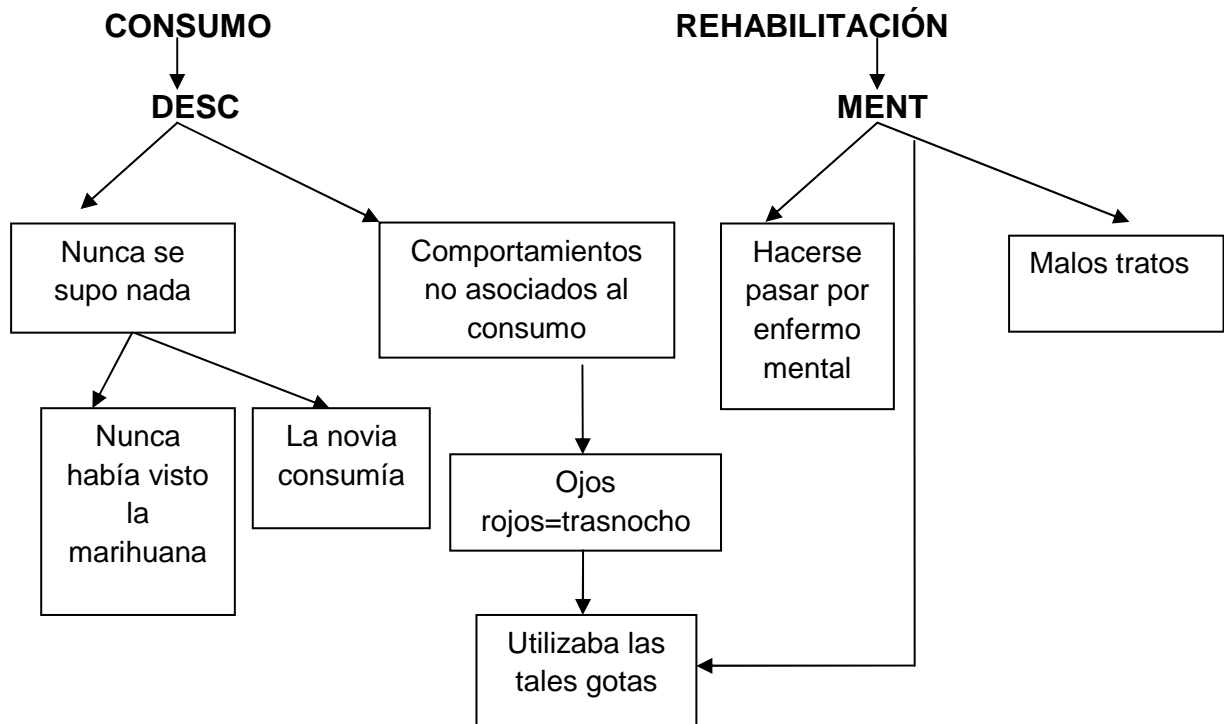 CONSUMO
REHABILITACIÓN
DESC
MENT
Nunca se
supo nada
Comportamientos
no asociados al
consumo
Hacerse
pasar por
enfermo
mental
Malos tratos
Nunca
había visto
la
marihuana
La novia
consumía
Ojos
rojos=trasnocho
Utilizaba las
tales gotas